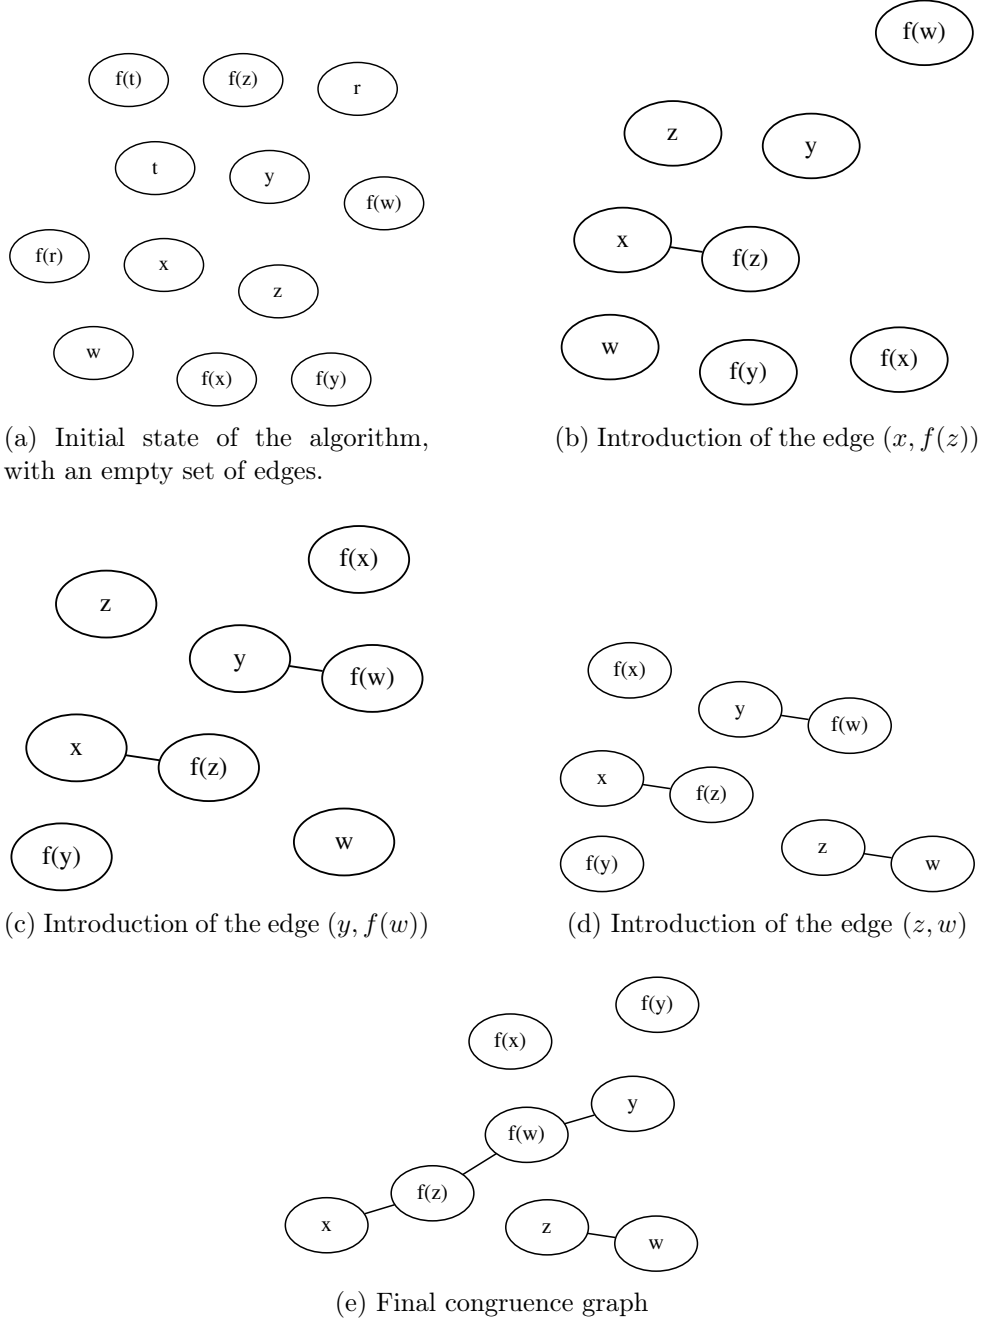 f(t) f(z) r
t y f(w)
f(r) x z
w f(x) f(y)
(a) Initial state of the algorithm,
with an empty set of edges.
f(w)
z y
x f(z)
w f(y) f(x)
(b) Introduction of the edge (x, f(z))
f(x)
z
y f(w)
x f(z)
f(y) w
(c) Introduction of the edge (y, f(w))
f(x)
y f(w)
x f(z)
f(y) z w
(d) Introduction of the edge (z, w)
f(y)
f(x)
y
f(w)
f(z)
x z w
(e) Final congruence graph